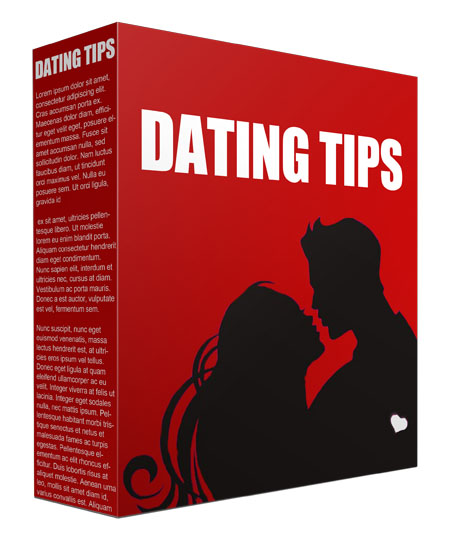 DATING TIPS
Lorem ipsum dolor sit amet,
consectetur adipiscing elit.
Cras accumsan porta ex.
Maecenas dolor diam, effici-
tur eget velit eget, posuere el-
ementum massa. Fusce sit
amet accumsan nulla, sed
sollicitudin dolor. Nam luctus
faucibus diam, ut tincidunt
orci maximus vel. Nulla eu
posuere sem. Ut orci ligula,
gravida id
ex sit amet, ultricies pellen-
tesque libero. Ut molestie
lorem eu enim blandit porta.
Aliquam consectetur hendrerit
diam eget condimentum.
Nunc sapien elit, interdum et
ultricies nec, cursus at diam.
Vestibulum ac porta mauris.
Donec a est auctor, vulputate
est vel, fermentum sem.
Nunc suscipit, nunc eget
euismod venenatis, massa
lectus hendrerit est, at ultri-
cies eros ipsum vel tellus.
Donec eget ligula at quam
eleifend ullamcorper ac eu
elit. Integer viverra at felis ut
lacinia. Integer eget sodales
nulla, nec mattis ipsum. Pel-
lentesque habitant morbi tris-
tique senectus et netus et
malesuada fames ac turpis
egestas. Pellentesque el-
ementum ac elit rhoncus ef-
ficitur. Duis lobortis risus at
aliquet molestie. Aenean urna
leo, mollis sit amet diam id,
varius convallis est. Aliquam
DATING TIPS